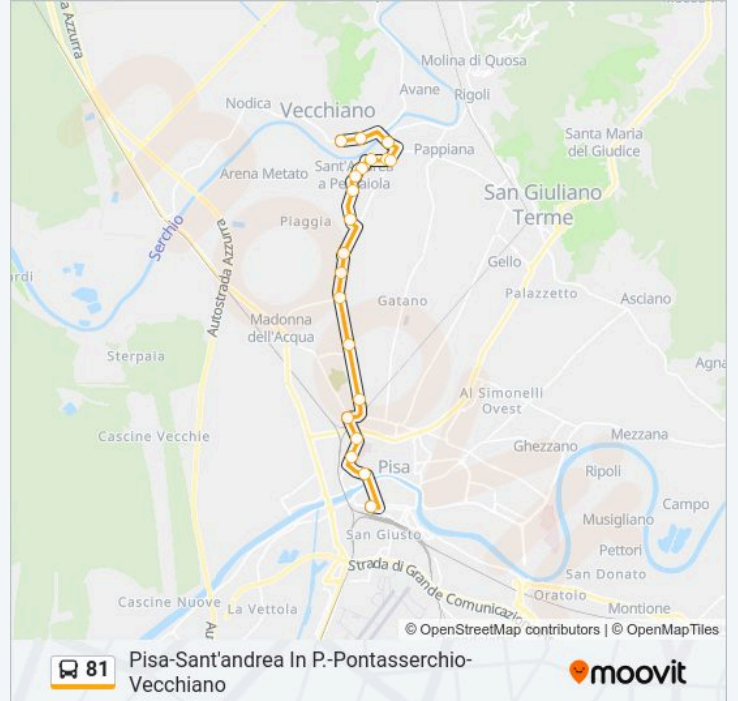 a Azzurra
Molina di Quosa
Avane
Rigoli
Nodica
Vecchiano
Santa Maria
del Giudice
Pappiana
Arena Metato
San Giuliano
Terme
Piaggia
Serchio
Autostrada Azzurra
Gello
Palazzetto
Asciano
Gatano
Madonna
dell'Acqua
Sterpaia
Agna
Al Simonelli
Ovest
Cascine Vecchie
Mezzana
Ghezzano
Pisa
Ripoli
Campo
Musigliano
San Giusto
Pettori
San Donato
Strada di Grande Comunicazi
Oratoio
Cascine Nuove
La Vettola
Montione
Au
© OpenStreetMap contributors | © OpenMapTiles
81
Pisa-Sant'andrea In P.-Pontasserchio-
Vecchiano
moovit